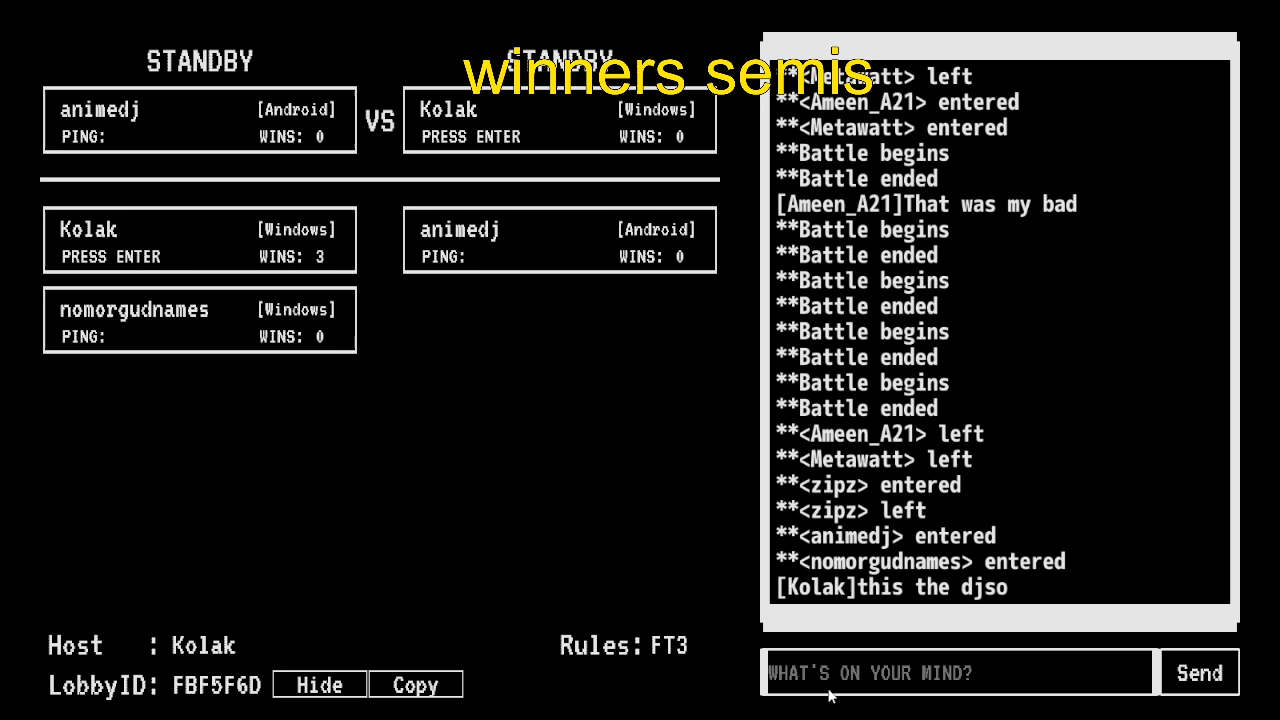 winners semis
STANDBY STANDBY
animedj [Android] VS Kolak [Windows]
PING: WINS: 0 PRESS ENTER WINS: 0
Kolak [Windows] animedj [Android]
PRESS ENTER WINS: 3 PING: WINS: 0
nomorgudnames [Windows]
PING: WINS: 0
Host : Kolak Rules: FT3
LobbyID: FBF5F6D Hide Copy
**<Metawatt> left
**<Ameen_A21> entered
**<Metawatt> entered
**Battle begins
**Battle ended
[Ameen_A21]That was my bad
**Battle begins
**Battle ended
**Battle begins
**Battle ended
**Battle begins
**Battle ended
**Battle begins
**Battle ended
**<Ameen_A21> left
**<Metawatt> left
**<zipz> entered
**<zipz> left
**<animedj> entered
**<nomorgudnames> entered
[Kolak]this the djso
WHAT'S ON YOUR MIND? Send